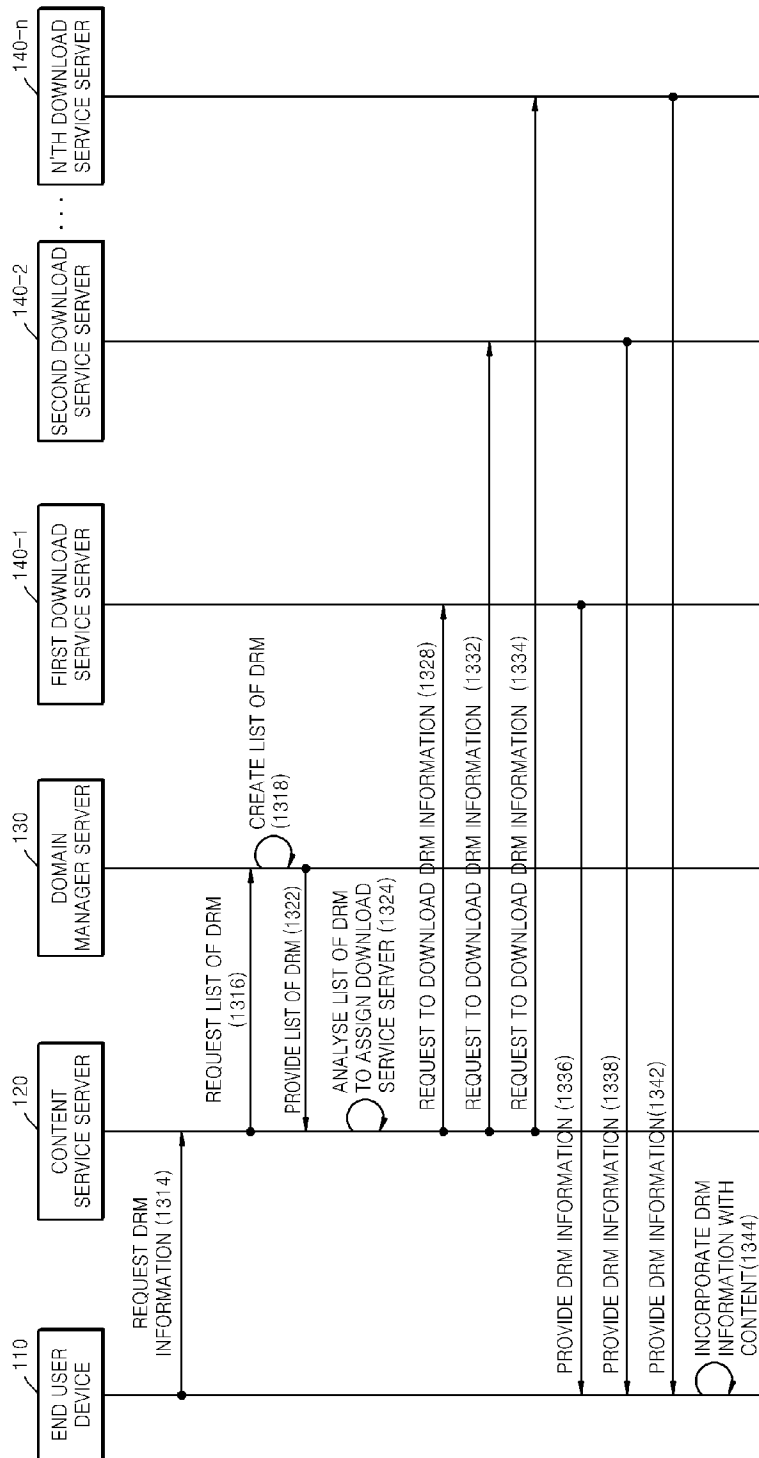 110
END USER
DEVICE
120
CONTENT
SERVICE SERVER
130
DOMAIN
MANAGER SERVER
140-1
FIRST DOWNLOAD
SERVICE SERVER
140-2
SECOND DOWNLOAD
SERVICE SERVER
...
140-n
N'TH DOWNLOAD
SERVICE SERVER
REQUEST DRM
INFORMATION (1314)
REQUEST LIST OF DRM
(1316)
CREATE LIST OF DRM
(1318)
PROVIDE LIST OF DRM (1322)
ANALYSE LIST OF DRM
TO ASSIGN DOWNLOAD
SERVICE SERVER (1324)
REQUEST TO DOWNLOAD DRM INFORMATION (1328)
REQUEST TO DOWNLOAD DRM INFORMATION (1332)
REQUEST TO DOWNLOAD DRM INFORMATION (1334)
PROVIDE DRM INFORMATION (1336)
PROVIDE DRM INFORMATION (1338)
PROVIDE DRM INFORMATION(1342)
INCORPORATE DRM
INFORMATION WITH
CONTENT(1344)